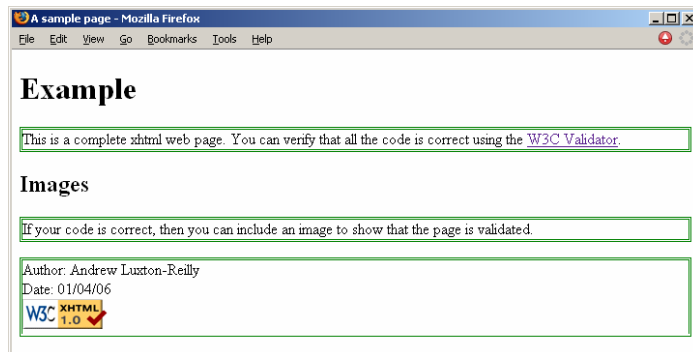 A sample page - Mozilla Firefox
File Edit View Go Bookmarks Tools Help
Example
This is a complete xhtml web page. You can verify that all the code is correct using the W3C Validator.
Images
If your code is correct, then you can include an image to show that the page is validated.
Author: Andrew Luxton-Reilly
Date: 01/04/06
W3C XHTML 1.0